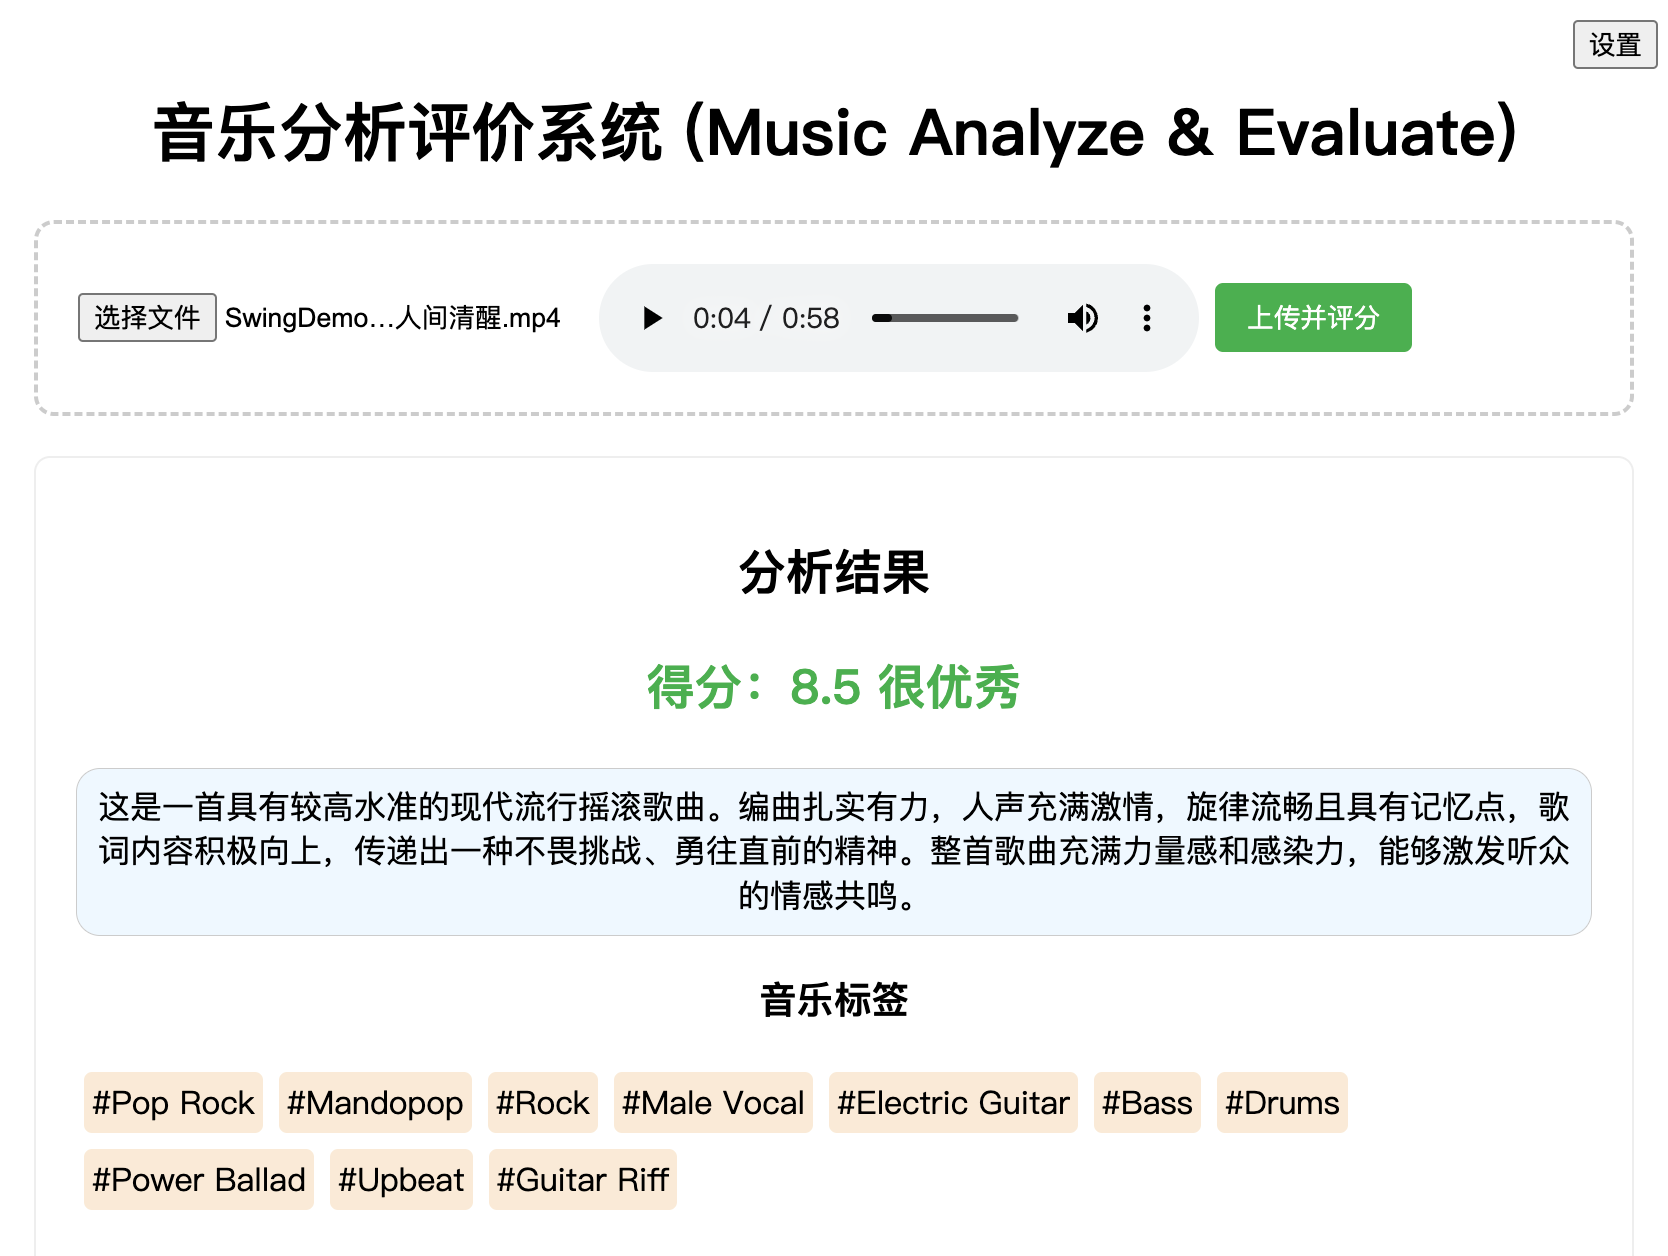 设置
音乐分析评价系统 (Music Analyze & Evaluate)
选择文件 SwingDemo...人间清醒.mp4 0:04 / 0:58 上传并评分
分析结果
得分：8.5 很优秀
这是一首具有较高水准的现代流行摇滚歌曲。编曲扎实有力，人声充满激情，旋律流畅且具有记忆点，歌
词内容积极向上，传递出一种不畏挑战、勇往直前的精神。整首歌曲充满力量感和感染力，能够激发听众
的情感共鸣。
音乐标签
#Pop Rock #Mandopop #Rock #Male Vocal #Electric Guitar #Bass #Drums
#Power Ballad #Upbeat #Guitar Riff